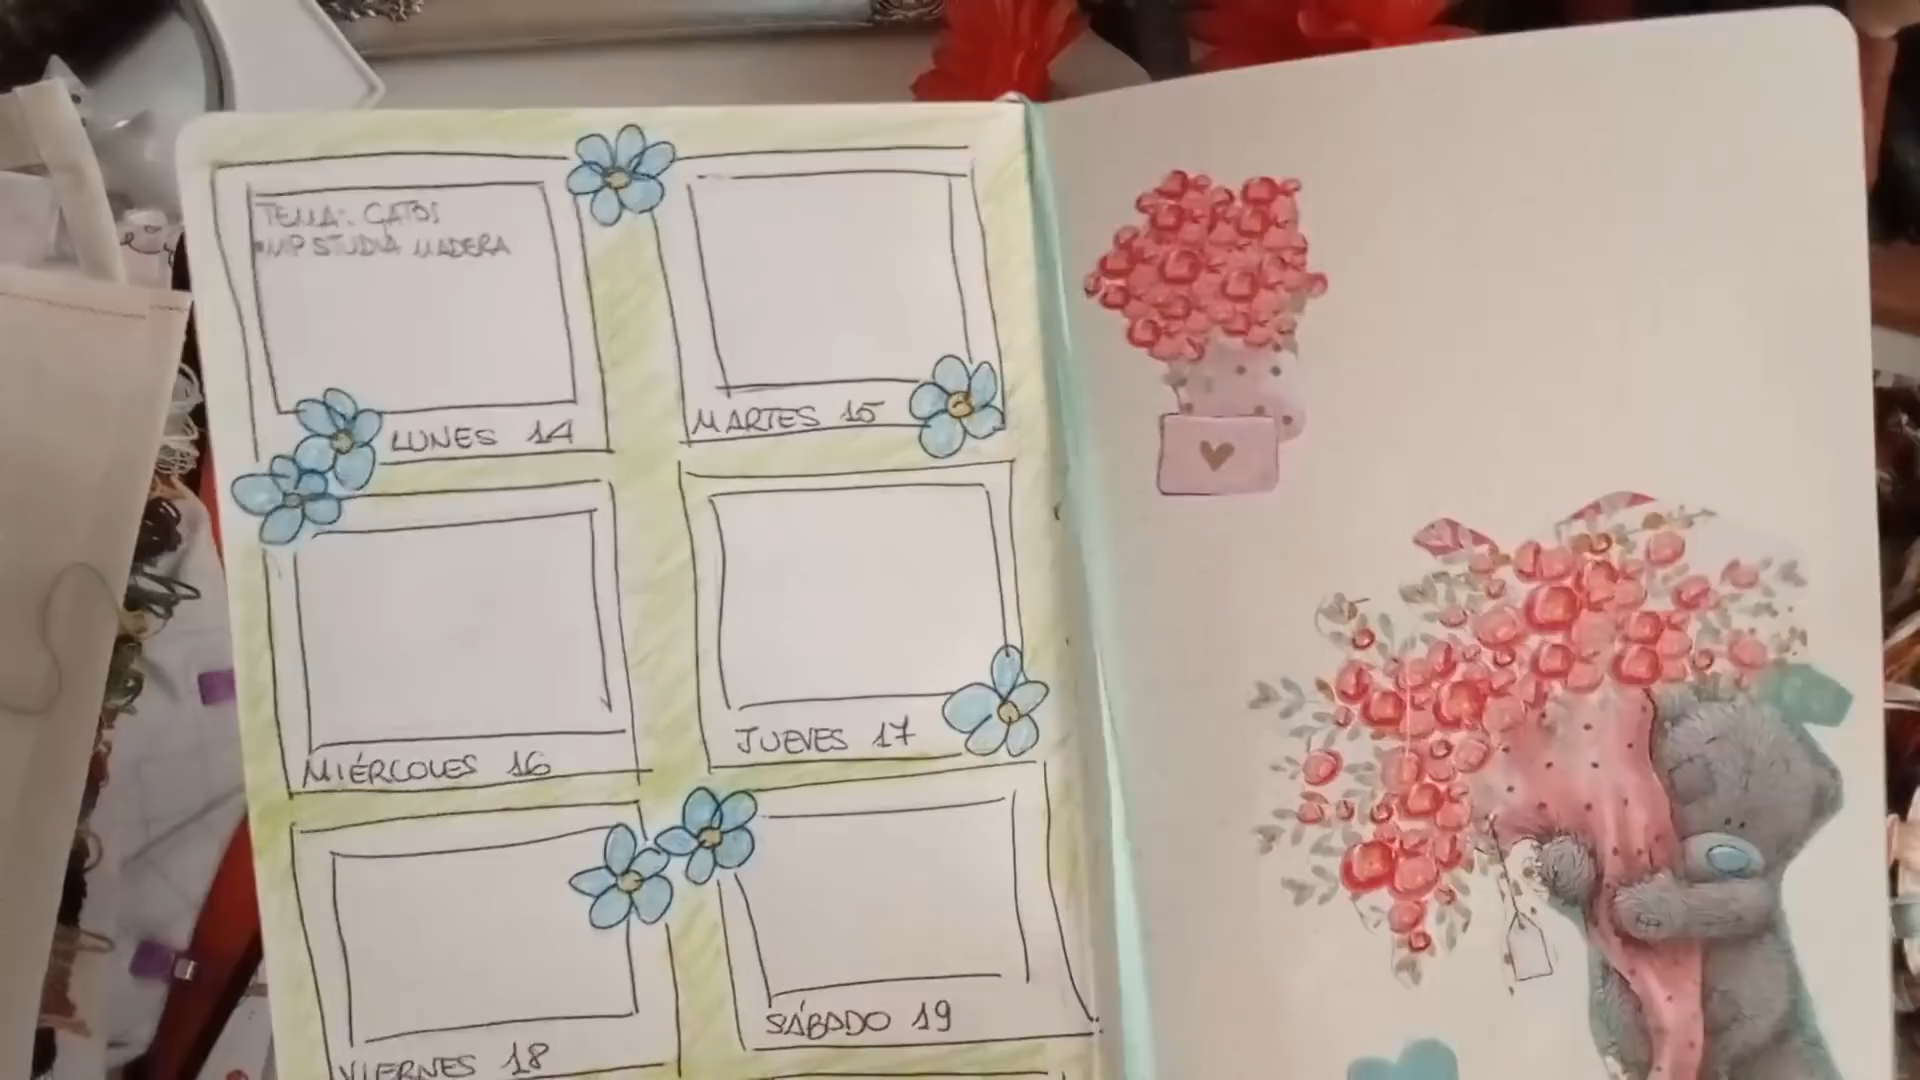 TEMA: GATOS
•MP STUDIA MADERA
LUNES 14
MARTES 15
MIÉRCOLES 16
JUEVES 17
VIERNES 18
SÁBADO 19